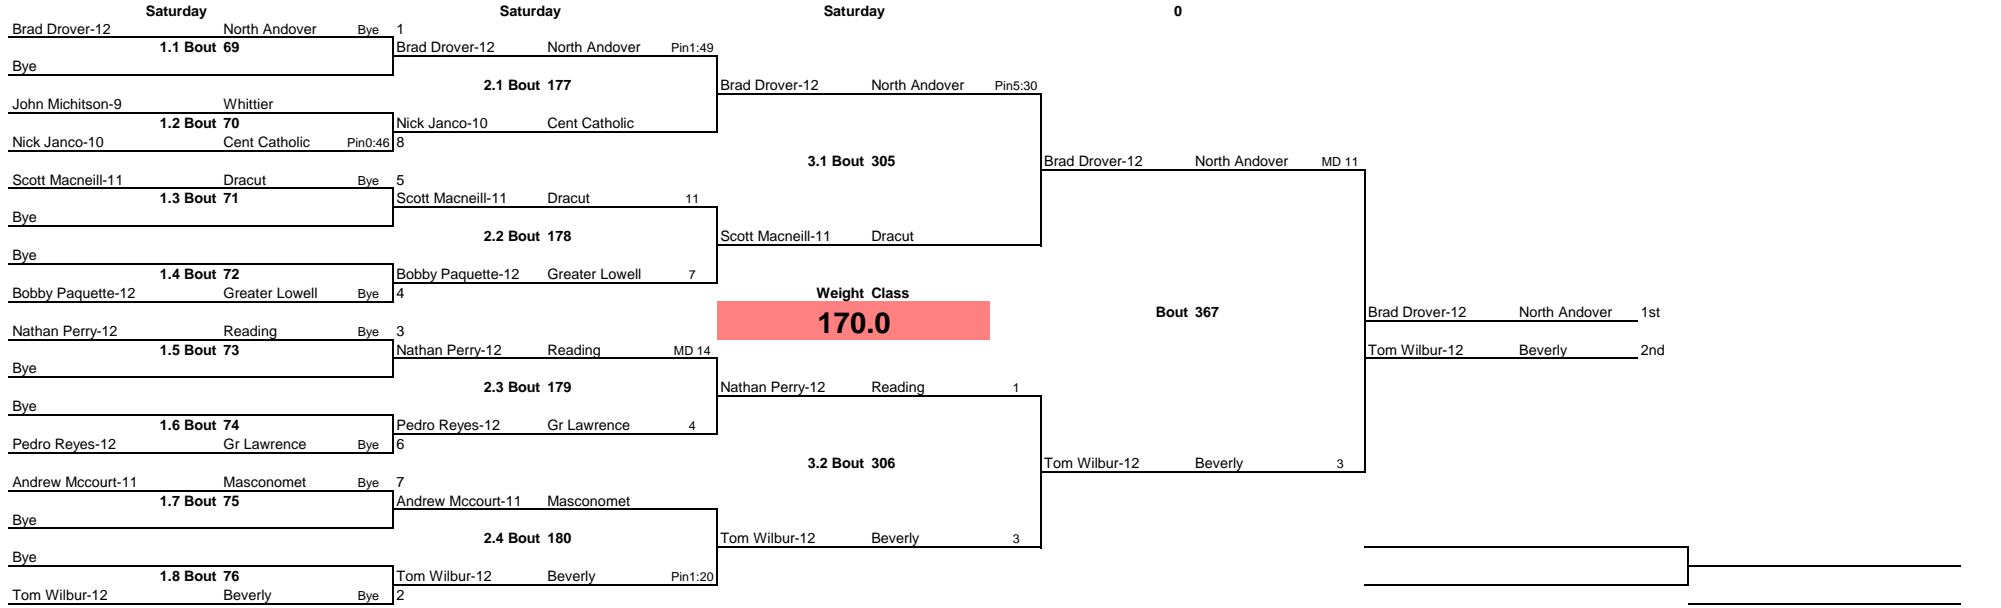 Saturday Saturday Saturday 0
Brad Drover-12 North Andover Bye 1
1.1 Bout 69 Brad Drover-12 North Andover Pin1:49
Bye
2.1 Bout 177 Brad Drover-12 North Andover Pin5:30
John Michitson-9 Whittier
1.2 Bout 70 Nick Janco-10 Cent Catholic
Nick Janco-10 Cent Catholic Pin0:46 8
3.1 Bout 305 Brad Drover-12 North Andover MD 11
Scott Macneill-11 Dracut Bye 5
1.3 Bout 71 Scott Macneill-11 Dracut 11
Bye
2.2 Bout 178 Scott Macneill-11 Dracut
Bye
1.4 Bout 72 Bobby Paquette-12 Greater Lowell 7
Bobby Paquette-12 Greater Lowell Bye 4 Weight Class
Bout 367 Brad Drover-12 North Andover 1st
170.0
Nathan Perry-12 Reading Bye 3
1.5 Bout 73 Nathan Perry-12 Reading MD 14 Tom Wilbur-12 Beverly 2nd
Bye
2.3 Bout 179 Nathan Perry-12 Reading 1
Bye
1.6 Bout 74 Pedro Reyes-12 Gr Lawrence 4
Pedro Reyes-12 Gr Lawrence Bye 6
3.2 Bout 306 Tom Wilbur-12 Beverly 3
Andrew Mccourt-11 Masconomet Bye 7
1.7 Bout 75 Andrew Mccourt-11 Masconomet
Bye
2.4 Bout 180 Tom Wilbur-12 Beverly 3
Bye
1.8 Bout 76 Tom Wilbur-12 Beverly Pin1:20
Tom Wilbur-12 Beverly Bye 2